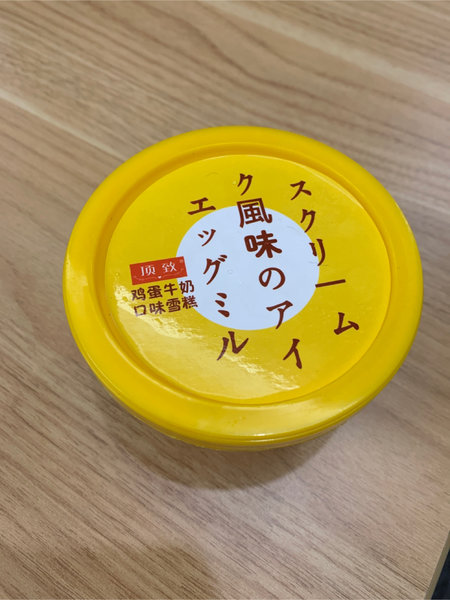 エッグミル
ク風味のアイ
スクリーム
顶致
鸡蛋牛奶
口味雪糕